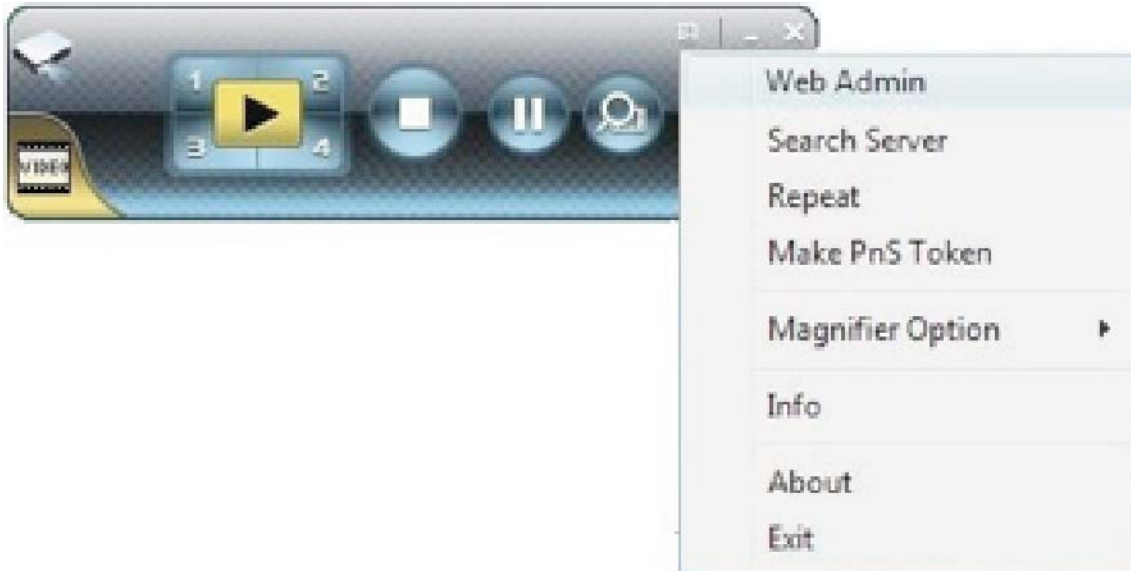 1 2
3 4
VIDEO
Web Admin
Search Server
Repeat
Make PnS Token
Magnifier Option
Info
About
Exit